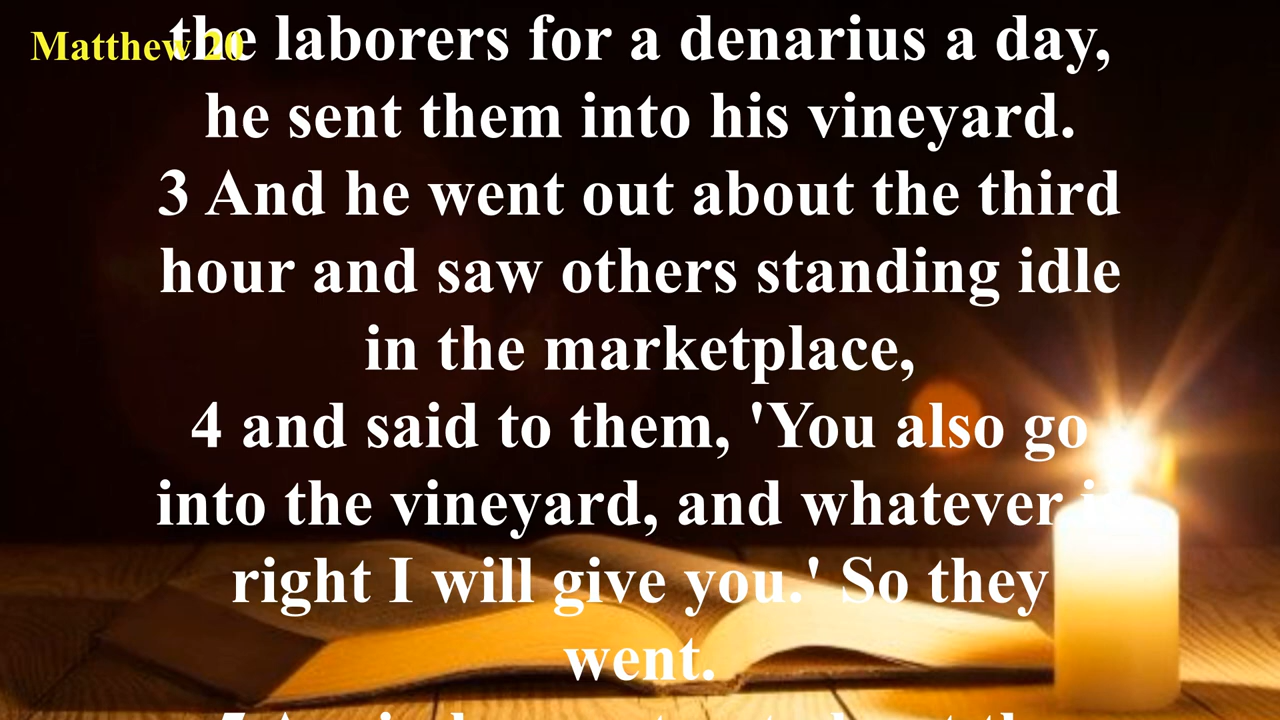 Matthew 20
the laborers for a denarius a day,
he sent them into his vineyard.
3 And he went out about the third
hour and saw others standing idle
in the marketplace,
4 and said to them, 'You also go
into the vineyard, and whatever is
right I will give you.' So they
went.